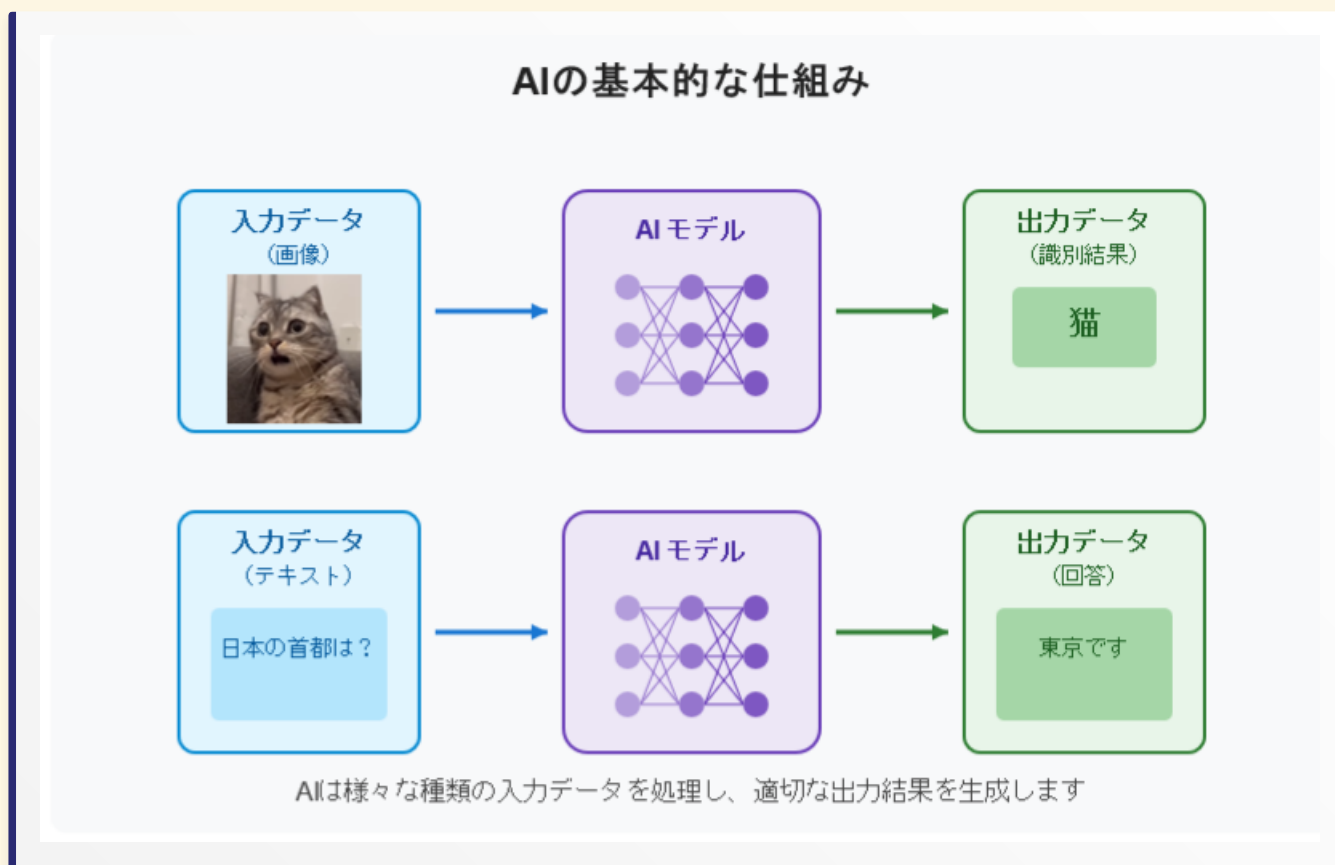 AIの基本的な仕組み
入力データ
（画像）
AI モデル
出力データ
（識別結果）
猫
入力データ
（テキスト）
日本の首都は？
AI モデル
出力データ
（回答）
東京です
AIは様々な種類の入力データを処理し、適切な出力結果を生成します